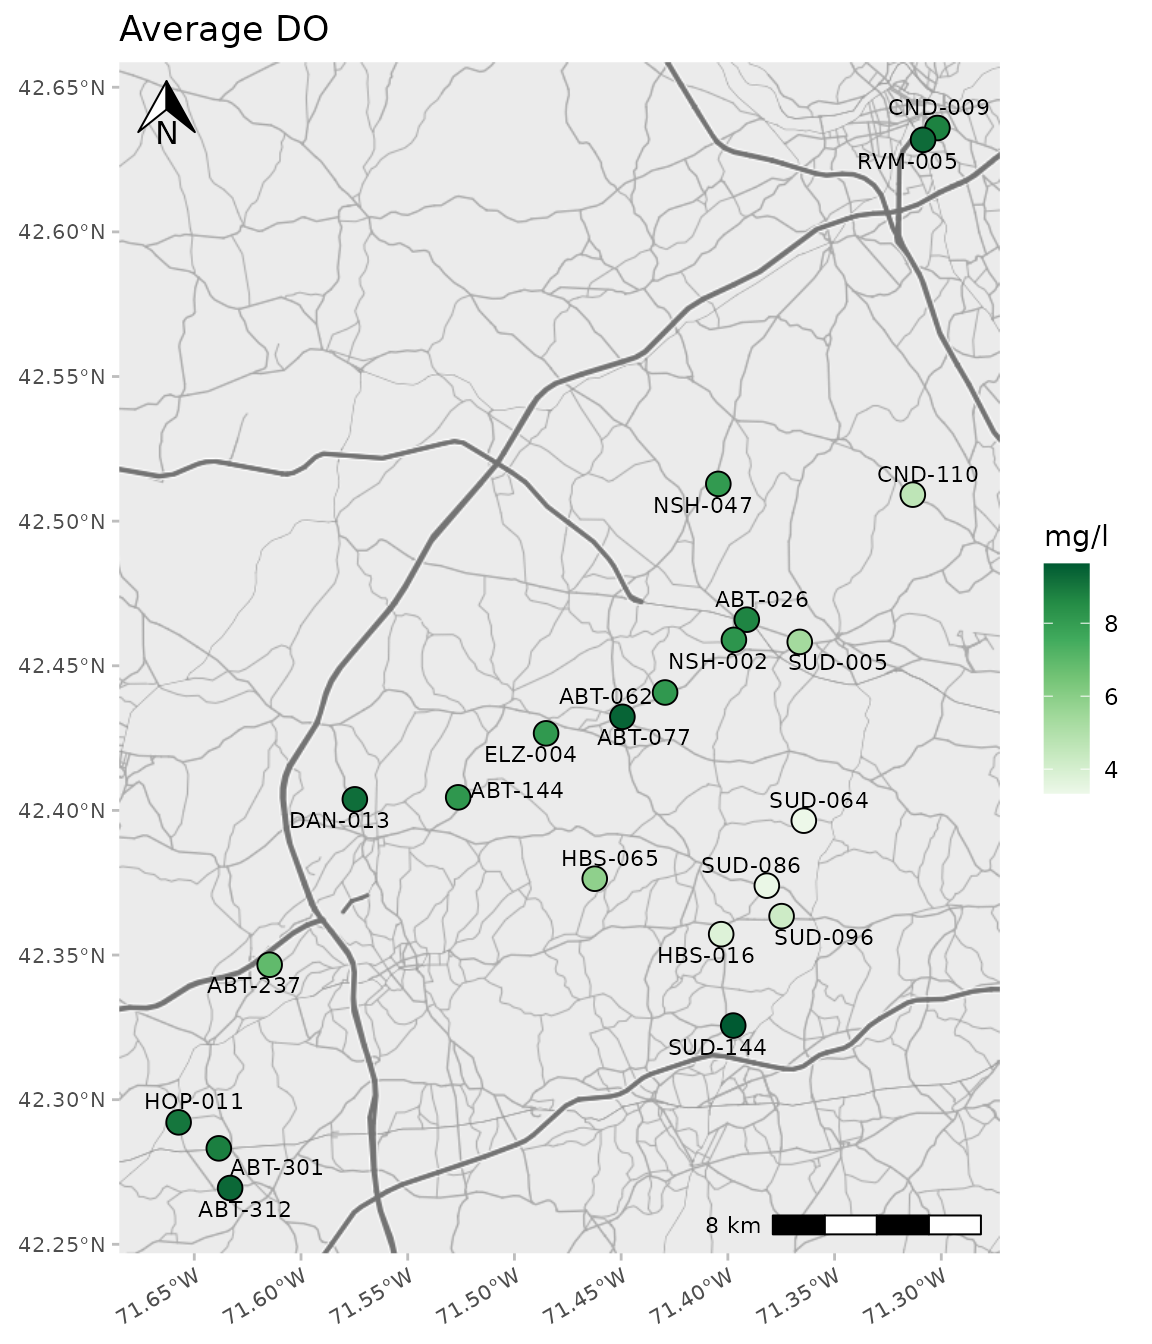 Average DO
42.65°N
N
CND-009
RVM-005
42.60°N
42.55°N
CND-110
NSH-047
42.50°N
mg/l
8
6
4
ABT-026
NSH-002
SUD-005
42.45°N
ABT-062
ABT-077
ELZ-004
ABT-144
42.40°N
DAN-013
SUD-064
HBS-065
SUD-086
SUD-096
HBS-016
42.35°N
ABT-237
SUD-144
HOP-011
42.30°N
ABT-301
ABT-312
8 km
42.25°N
71.65°W
71.60°W
71.55°W
71.50°W
71.45°W
71.40°W
71.35°W
71.30°W